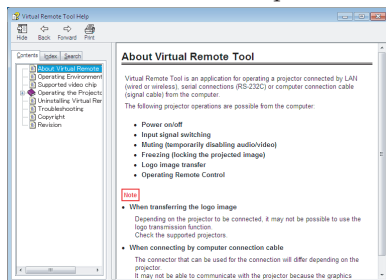 Virtual Remote Tool Help
Hide Back Forward Print
Contents Index Search
About Virtual Remote
Operating Environment
Supported video chip
Operating the Projecto
Uninstalling Virtual Rer
Troubleshooting
Copyright
Revision
About Virtual Remote Tool
Virtual Remote Tool is an application for operating a projector connected by LAN
(wired or wireless), serial connections (RS-232C) or computer connection cable
(signal cable) from the computer.
The following projector operations are possible from the computer:
• Power on/off
• Input signal switching
• Muting (temporarily disabling audio/video)
• Freezing (locking the projected image)
• Logo image transfer
• Operating Remote Control
Note
• When transferring the logo image
Depending on the projector to be connected, it may not be possible to use the
logo transmission function.
Check the supported projectors.
• When connecting by computer connection cable
The connector that can be used for the connection will differ depending on the
projector.
It may not be able to communicate with the projector because the graphics